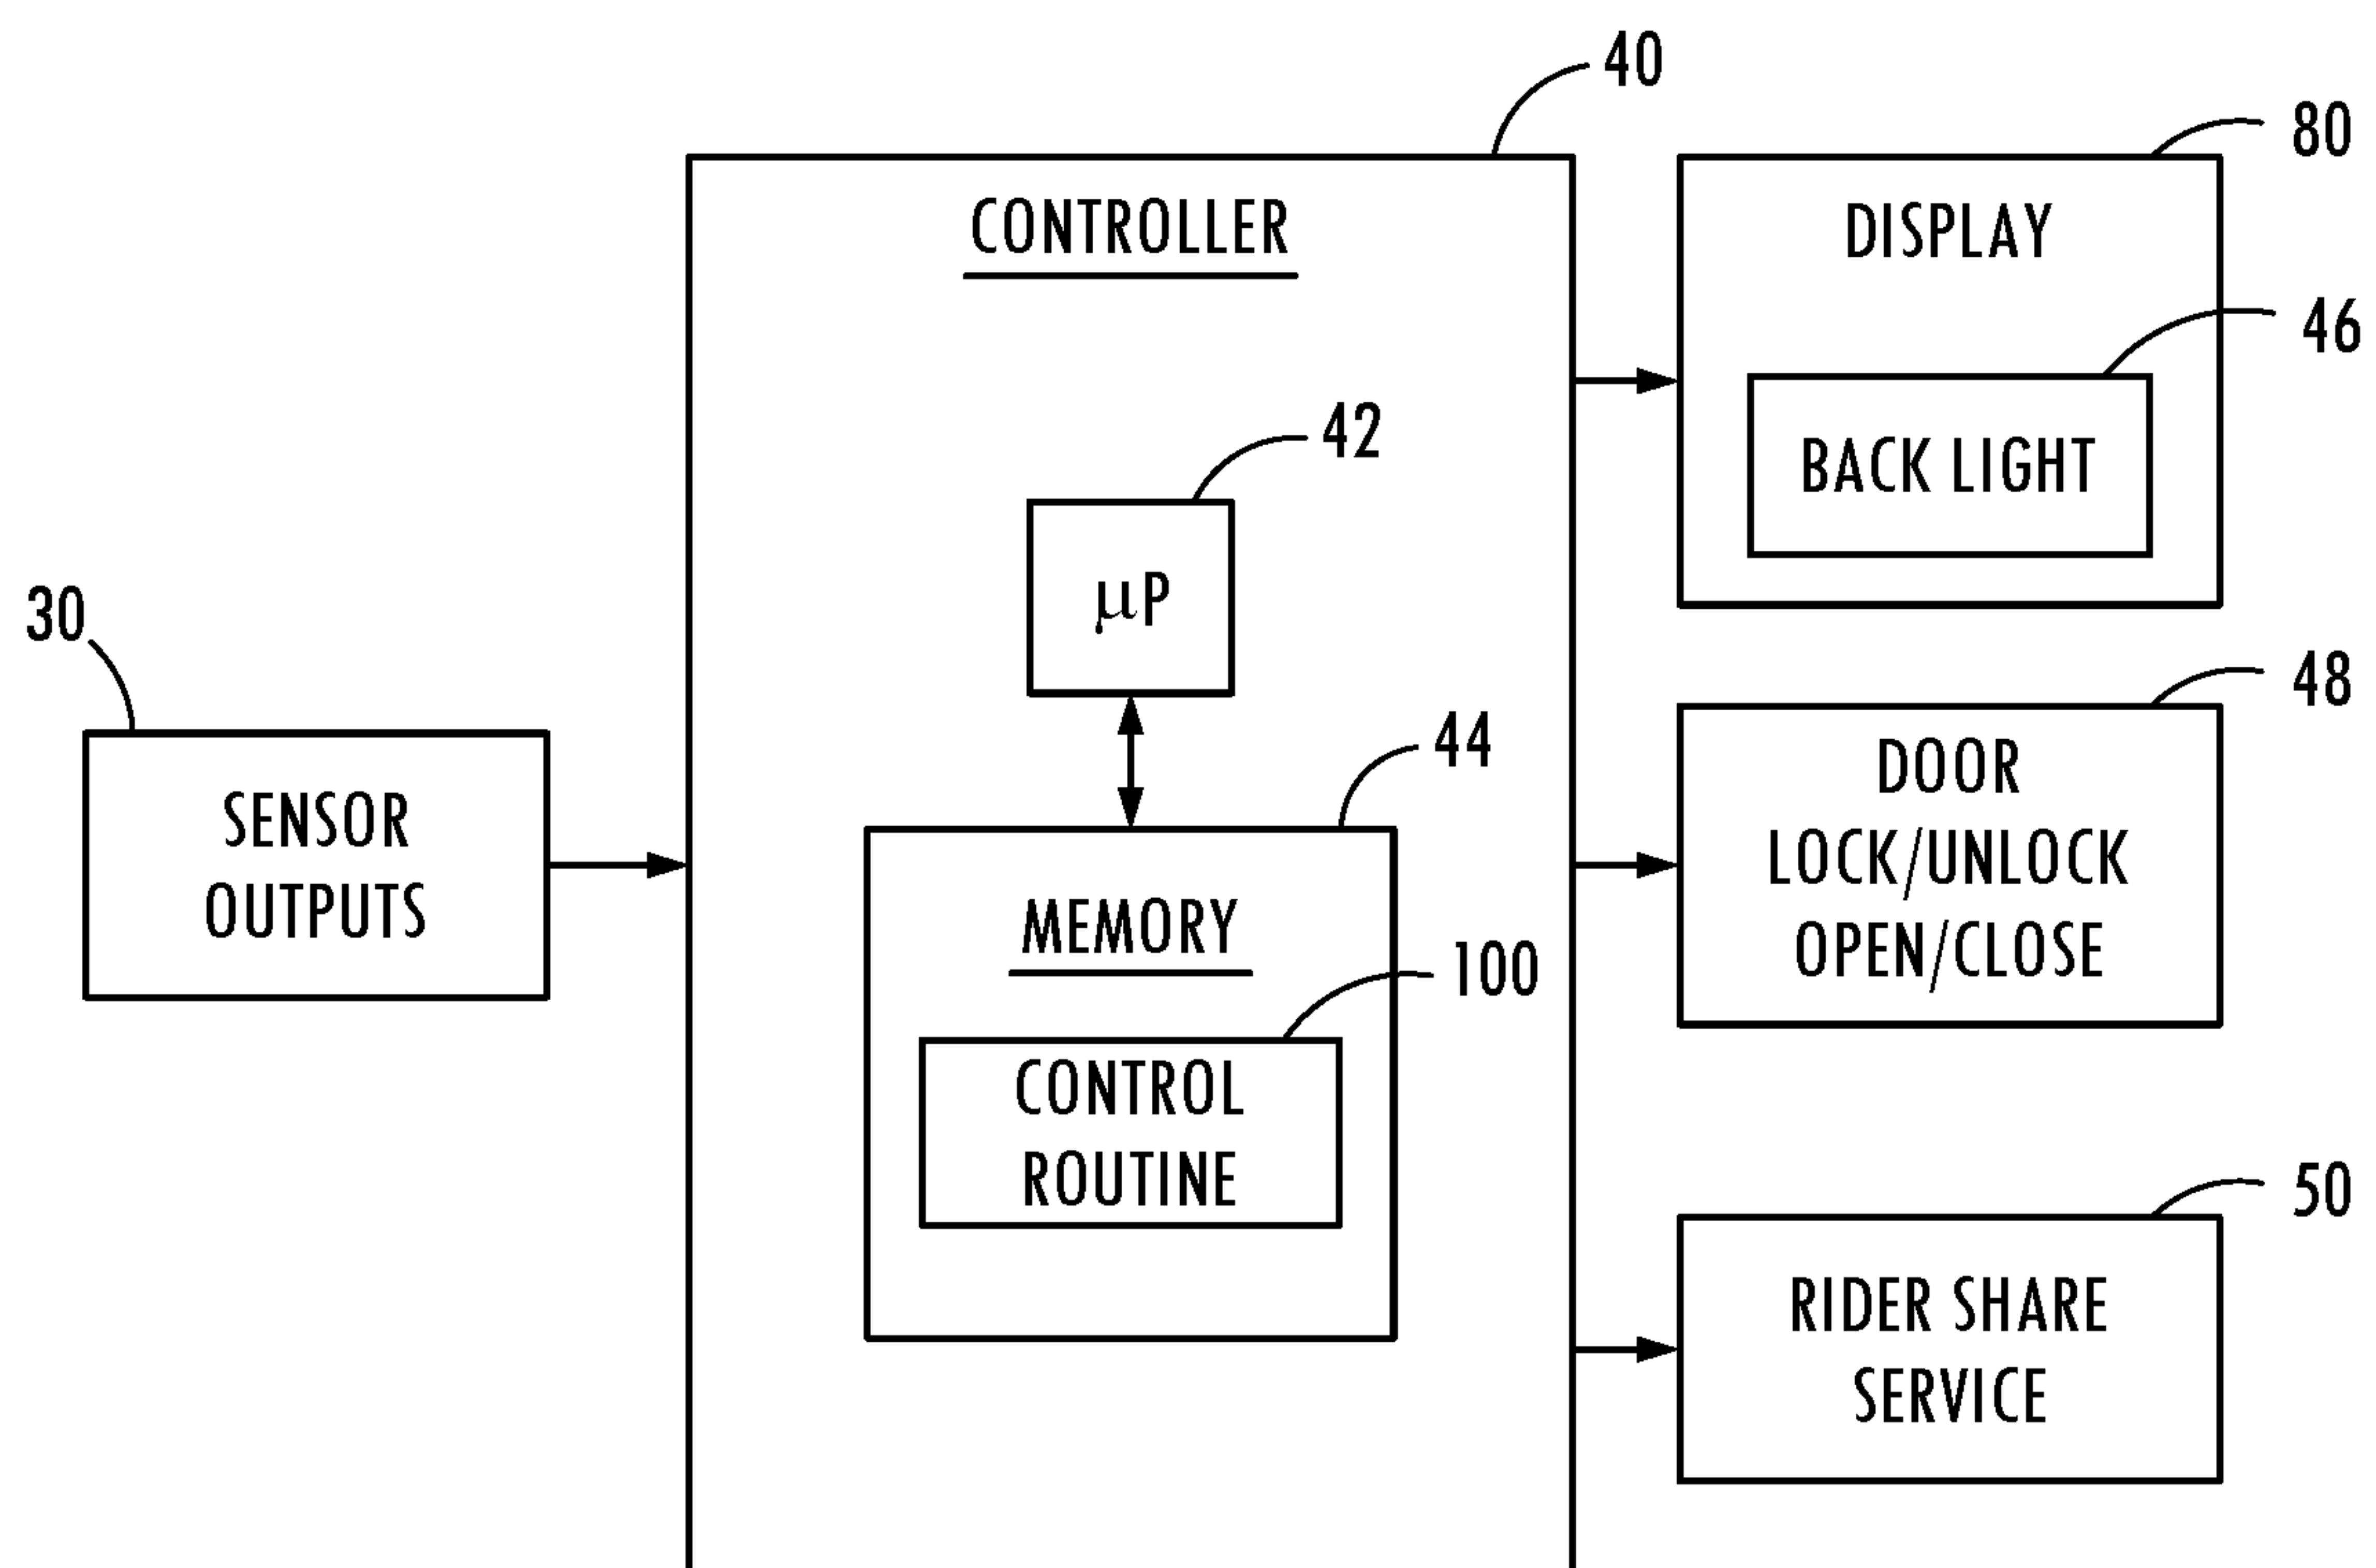 40
80
CONTROLLER
DISPLAY
46
42
BACK LIGHT
µP
30
48
44
DOOR
LOCK/UNLOCK
OPEN/CLOSE
SENSOR
OUTPUTS
MEMORY
100
CONTROL
ROUTINE
50
RIDER SHARE
SERVICE